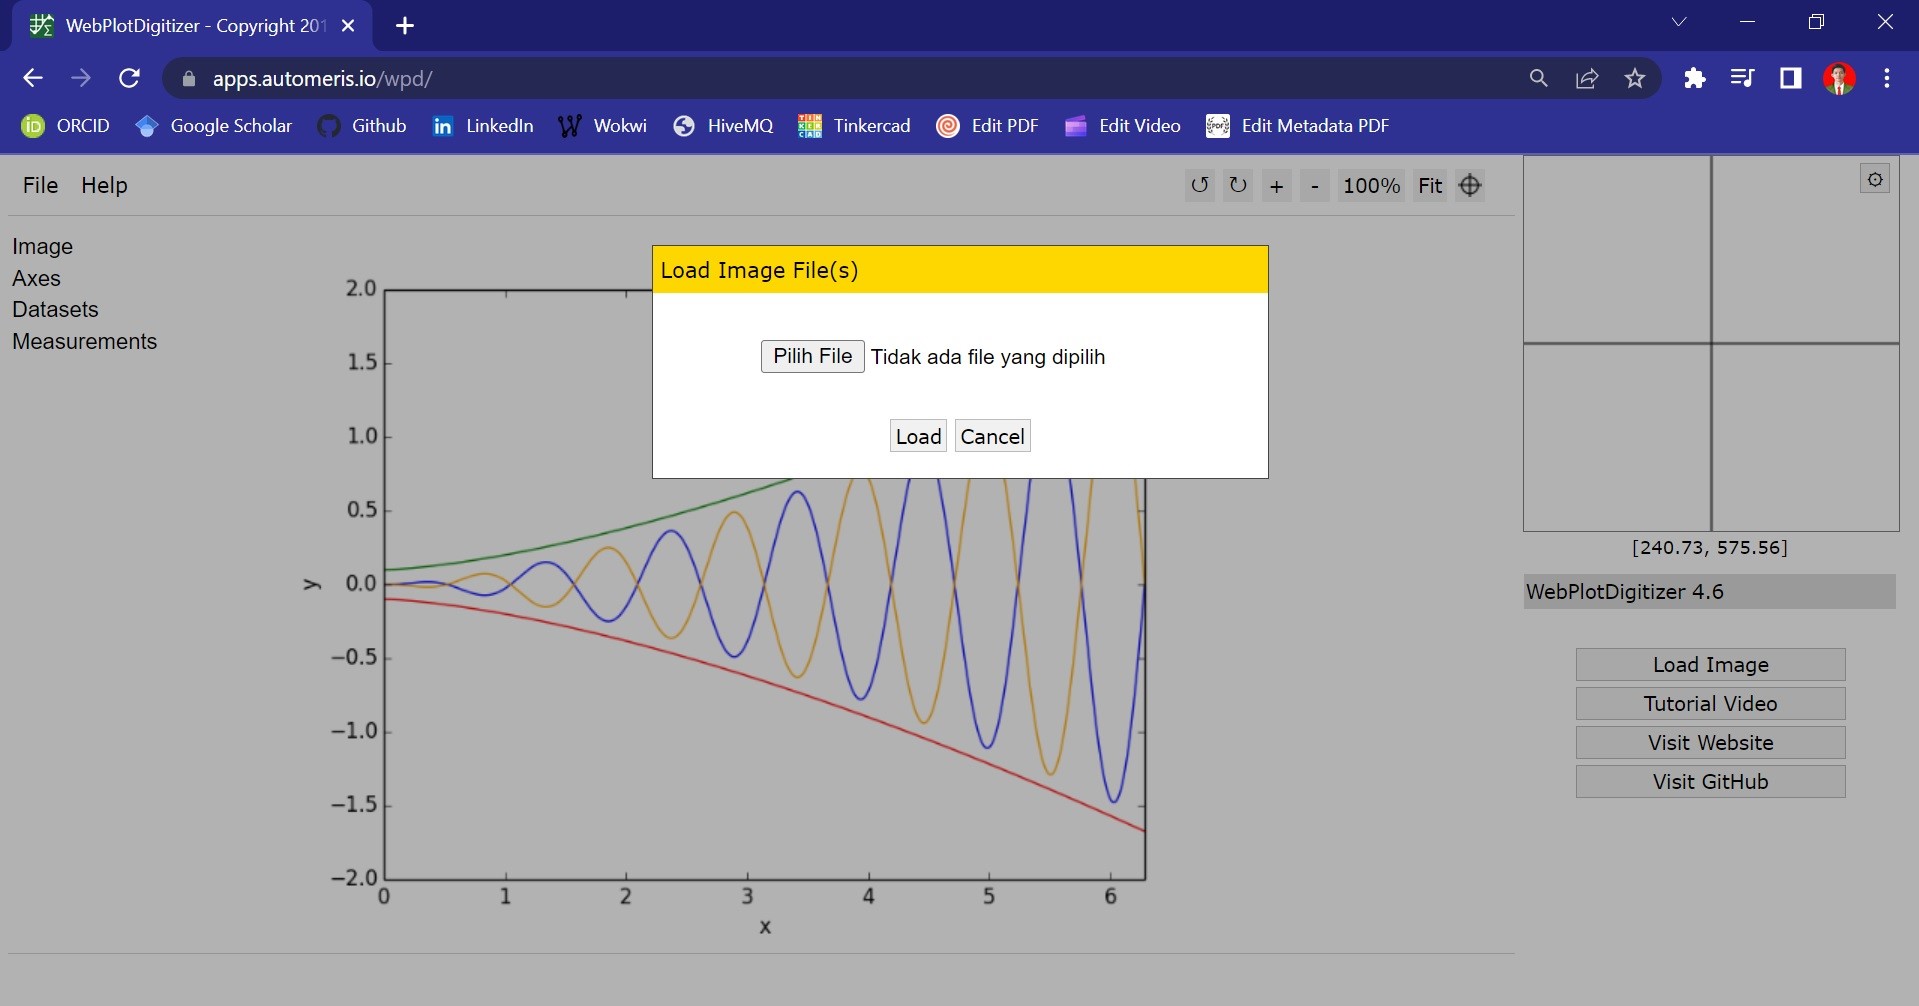 WebPlotDigitizer - Copyright 201
apps.automeris.io/wpd/
ORCID Google Scholar Github LinkedIn Wokwi HiveMQ Tinkercad Edit PDF Edit Video Edit Metadata PDF
File Help
+ - 100% Fit
Image
Axes
Datasets
Measurements
Load Image File(s)
Pilih File Tidak ada file yang dipilih
Load Cancel
2.0
1.5
1.0
0.5
0.0
−0.5
−1.0
−1.5
−2.0
y
0 1 2 3 4 5 6
x
[240.73, 575.56]
WebPlotDigitizer 4.6
Load Image
Tutorial Video
Visit Website
Visit GitHub